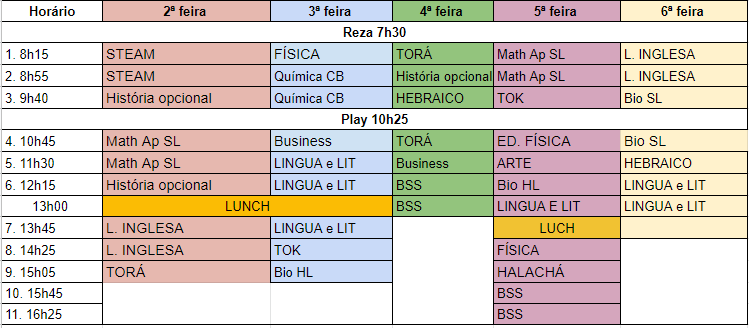 Horário 2ª feira 3ª feira 4ª feira 5ª feira 6ª feira
Reza 7h30
1. 8h15 STEAM FÍSICA TORÁ Math Ap SL L. INGLESA
2. 8h55 STEAM Química CB História opcional Math Ap SL L. INGLESA
3. 9h40 História opcional Química CB HEBRAICO TOK Bio SL
Play 10h25
4. 10h45 Math Ap SL Business TORÁ ED. FÍSICA Bio SL
5. 11h30 Math Ap SL LINGUA e LIT Business ARTE HEBRAICO
6. 12h15 História opcional LINGUA e LIT BSS Bio HL LINGUA e LIT
13h00 LUNCH BSS LINGUA E LIT LINGUA e LIT
7. 13h45 L. INGLESA LINGUA e LIT LUCH
8. 14h25 L. INGLESA TOK FÍSICA
9. 15h05 TORÁ Bio HL HALACHÁ
10. 15h45 BSS
11. 16h25 BSS